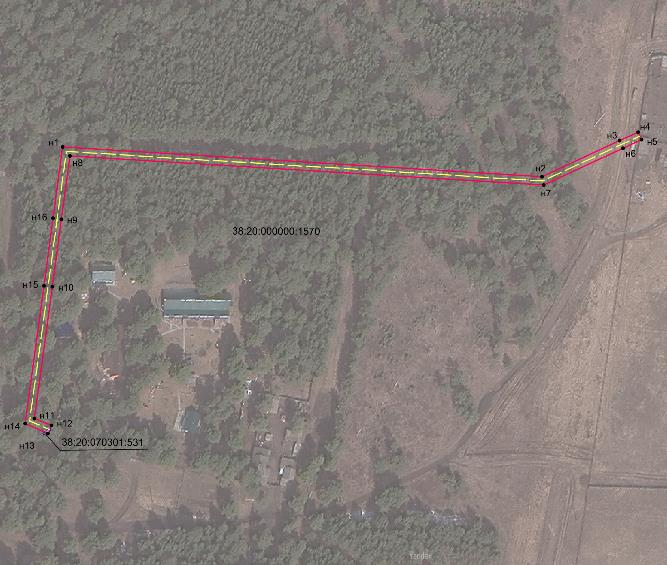 н4
н3
н5
н1
н6
н8
н2
н7
н16
н9
38:20:000000:1570
н15
н10
н11
н14
н12
н13
38:20:070301:531
Yandex